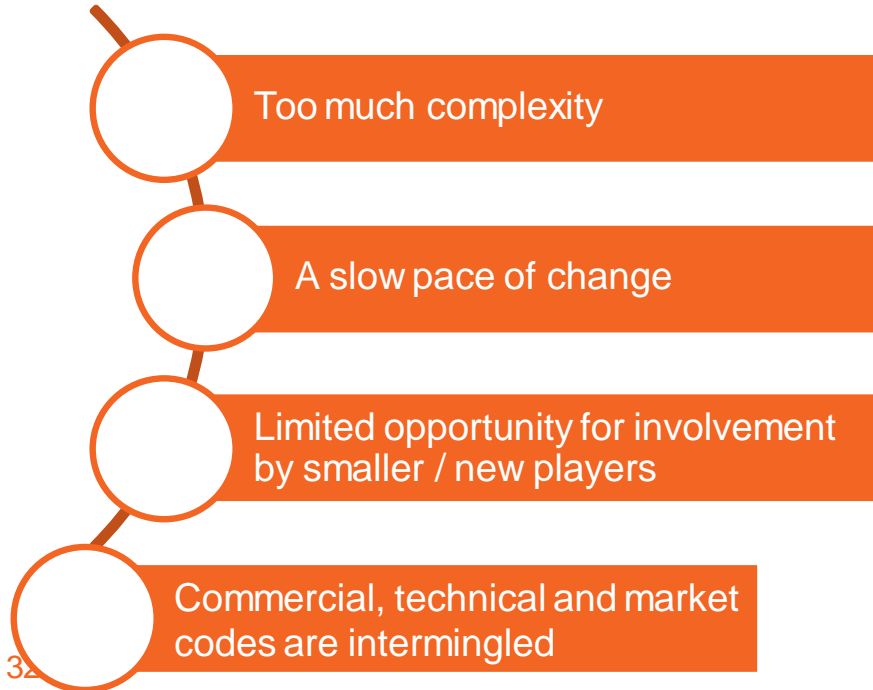 Too much complexity
A slow pace of change
Limited opportunity for involvement
by smaller / new players
Commercial, technical and market
codes are intermingled